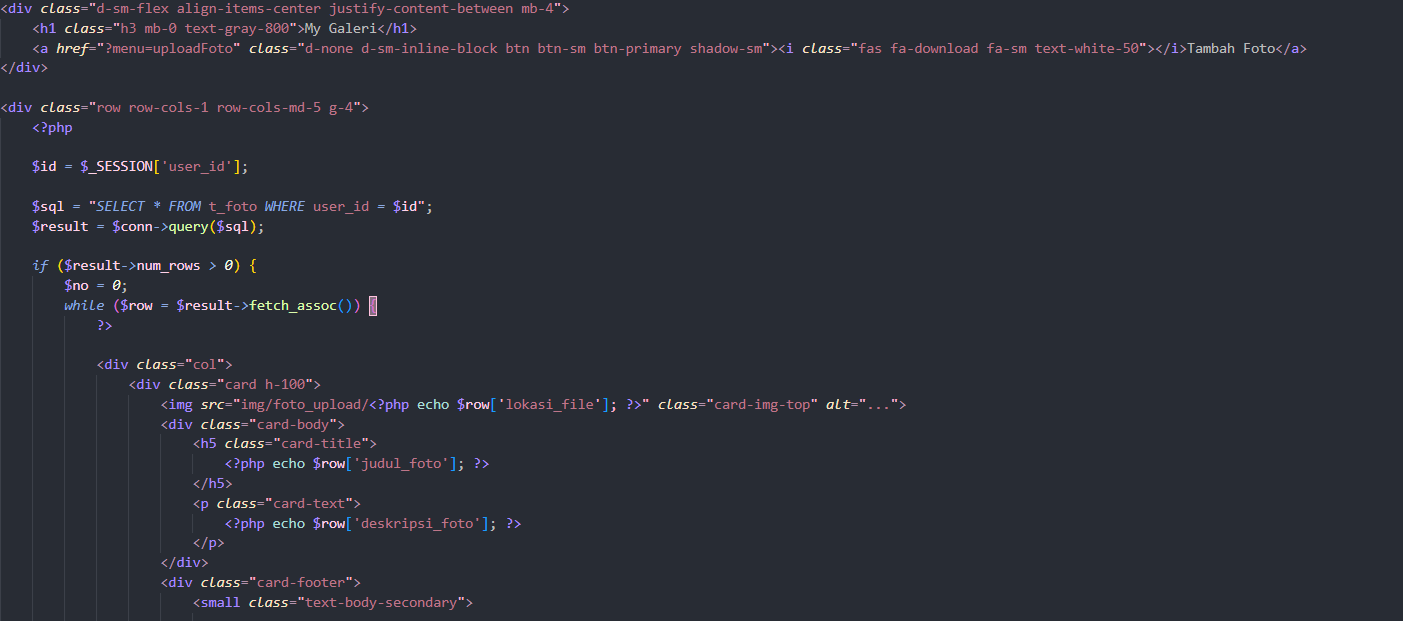 <div class="d-sm-flex align-items-center justify-content-between mb-4">
    <h1 class="h3 mb-0 text-gray-800">My Galeri</h1>
    <a href="?menu=uploadFoto" class="d-none d-sm-inline-block btn btn-sm btn-primary shadow-sm"><i class="fas fa-download fa-sm text-white-50"></i>Tambah Foto</a>
</div>

<div class="row row-cols-1 row-cols-md-5 g-4">
    <?php

    $id = $_SESSION['user_id'];

    $sql = "SELECT * FROM t_foto WHERE user_id = $id";
    $result = $conn->query($sql);

    if ($result->num_rows > 0) {
        $no = 0;
        while ($row = $result->fetch_assoc()) {
            ?>

            <div class="col">
                <div class="card h-100">
                    <img src="img/foto_upload/<?php echo $row['lokasi_file']; ?>" class="card-img-top" alt="...">
                    <div class="card-body">
                        <h5 class="card-title">
                            <?php echo $row['judul_foto']; ?>
                        </h5>
                        <p class="card-text">
                            <?php echo $row['deskripsi_foto']; ?>
                        </p>
                    </div>
                    <div class="card-footer">
                        <small class="text-body-secondary">